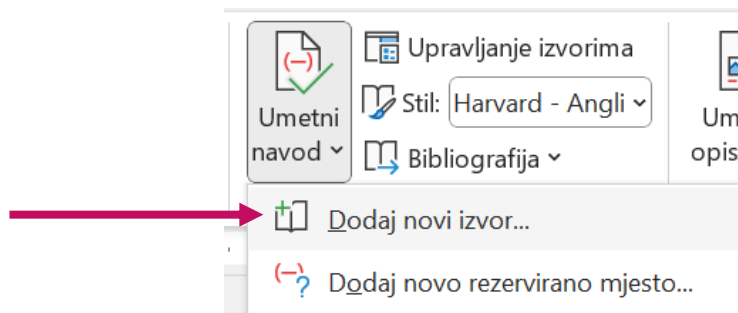 Umetni
navod
Upravljanje izvorima
Stil: Harvard - Angli
Bibliografija
Um
opis
Dodaj novi izvor...
Dodaj novo rezervirano mjesto...